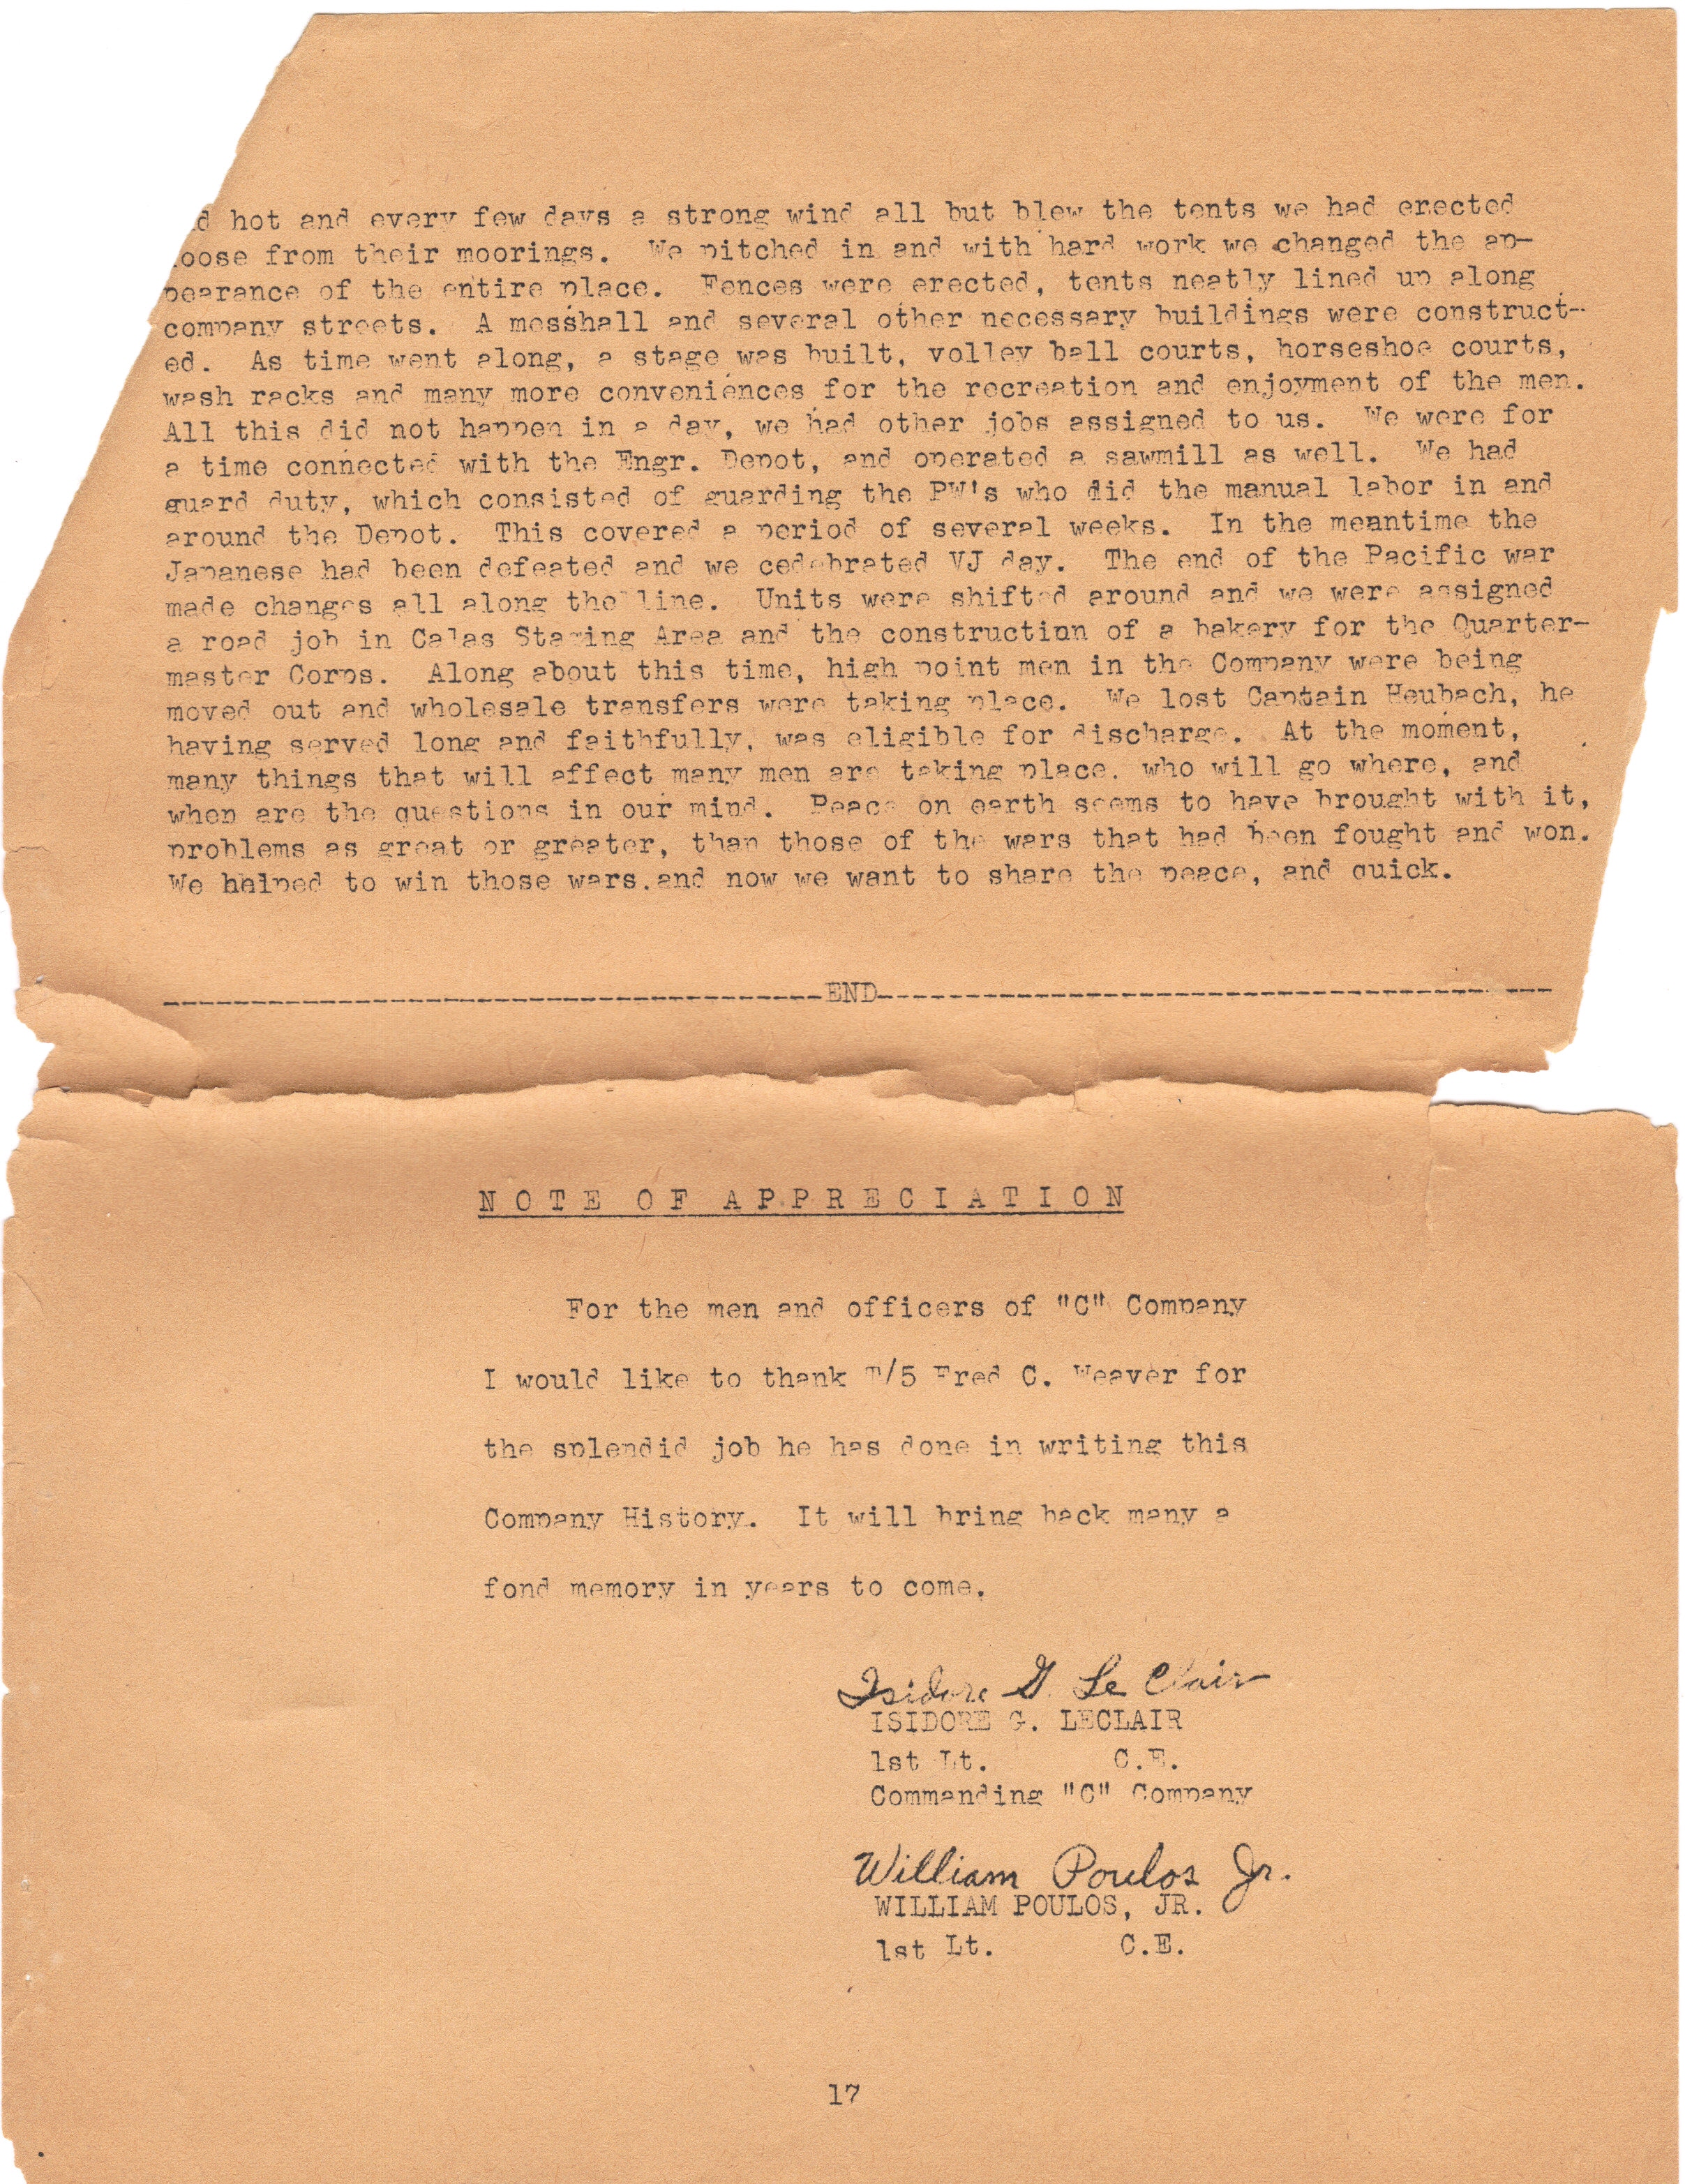 d hot and every few days a strong wind all but blew the tents we had erected
oose from their moorings. We pitched in and with hard work we changed the ap-
pearance of the entire place. Fences were erected, tents neatly lined up along
company streets. A messhall and several other necessary buildings were construct-
ed. As time went along, a stage was built, volley ball courts, horseshoe courts,
wash racks and many more conveniences for the recreation and enjoyment of the men.
All this did not happen in a day, we had other jobs assigned to us. We were for
a time connected with the Engr. Depot, and operated a sawmill as well. We had
guard duty, which consisted of guarding the PW's who did the manual labor in and
around the Depot. This covered a period of several weeks. In the meantime the
Japanese had been defeated and we cedebrated VJ day. The end of the Pacific war
made changes all along the line. Units were shifted around and we were assigned
a road job in Calas Staging Area and the construction of a bakery for the Quarter-
master Corps. Along about this time, high point men in the Company were being
moved out and wholesale transfers were taking place. We lost Captain Heubach, he
having served long and faithfully, was eligible for discharge. At the moment,
many things that will affect many men are taking place. who will go where, and
when are the questions in our mind. Peace on earth seems to have brought with it,
problems as great or greater, than those of the wars that had been fought and won.
We helped to win those wars.and now we want to share the peace, and quick.
----------------------------------------END----------------------------------------
N O T E O F A P P R E C I A T I O N
For the men and officers of "C" Company
I would like to thank T/5 Fred C. Weaver for
the splendid job he has done in writing this
Company History. It will bring back many a
fond memory in years to come.
Isidore G. Le Clair
ISIDORE G. LECLAIR
1st Lt. C.E.
Commanding "C" Company
William Poulos Jr.
WILLIAM POULOS, JR.
1st Lt. C.E.
17